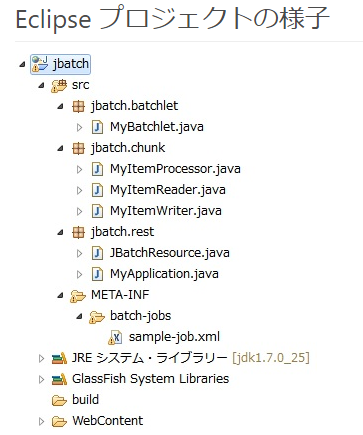 Eclipse プロジェクトの様子
jbatch
src
jbatch.batchlet
MyBatchlet.java
jbatch.chunk
MyItemProcessor.java
MyItemReader.java
MyItemWriter.java
jbatch.rest
JBatchResource.java
MyApplication.java
META-INF
batch-jobs
sample-job.xml
JRE システム・ライブラリー [jdk1.7.0_25]
GlassFish System Libraries
build
WebContent